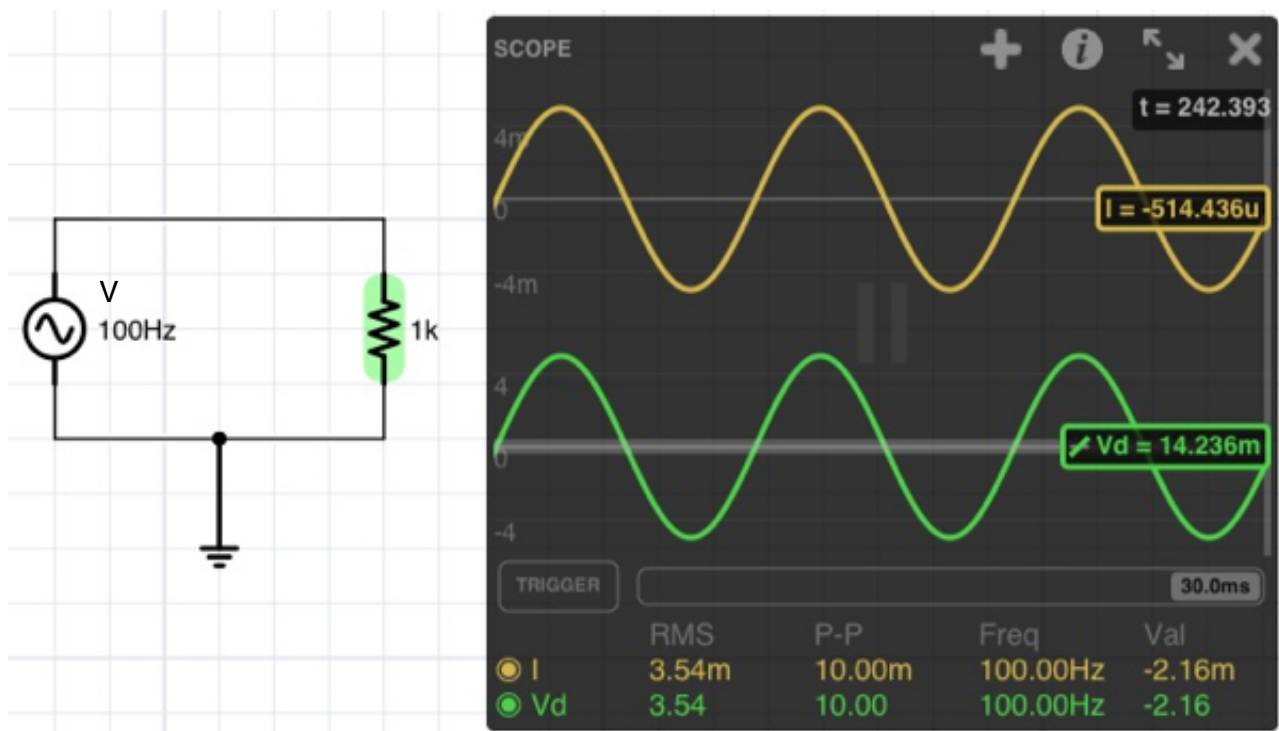 V
100Hz
1k
SCOPE
t = 242.393
4m
0
I = -514.436u
-4m
4
0
Vd = 14.236m
-4
TRIGGER
30.0ms
RMS P-P Freq Val
I 3.54m 10.00m 100.00Hz -2.16m
Vd 3.54 10.00 100.00Hz -2.16